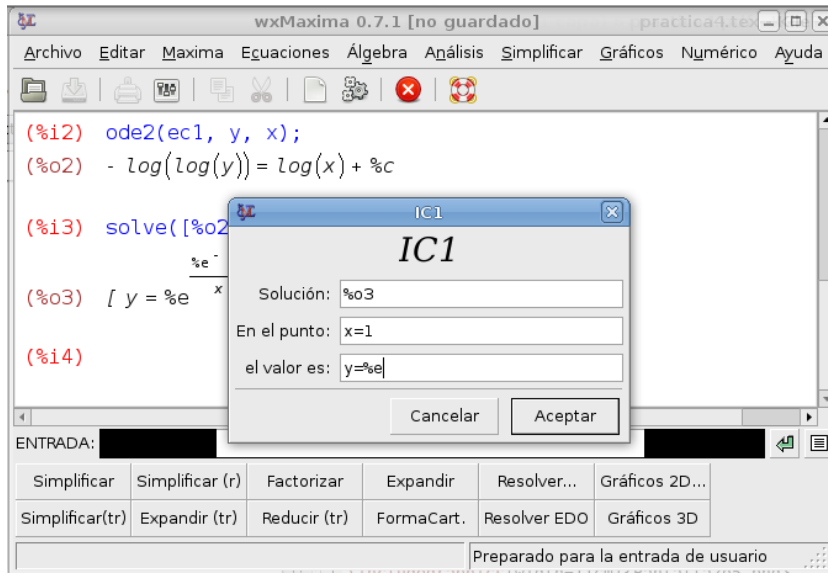 wxMaxima 0.7.1 [no guardado]
practica4.tex
Archivo Editar Maxima Ecuaciones Álgebra Análisis Simplificar Gráficos Numérico Ayuda
(%i2) ode2(ec1, y, x);
(%o2) - log(log(y)) = log(x) + %c
(%i3) solve([%o2
(%o3) [ y = %e^(%e^-/x)
(%i4)
IC1
IC1
Solución: %o3
En el punto: x=1
el valor es: y=%e
Cancelar Aceptar
ENTRADA:
Simplificar Simplificar (r) Factorizar Expandir Resolver... Gráficos 2D...
Simplificar(tr) Expandir (tr) Reducir (tr) FormaCart. Resolver EDO Gráficos 3D
Preparado para la entrada de usuario